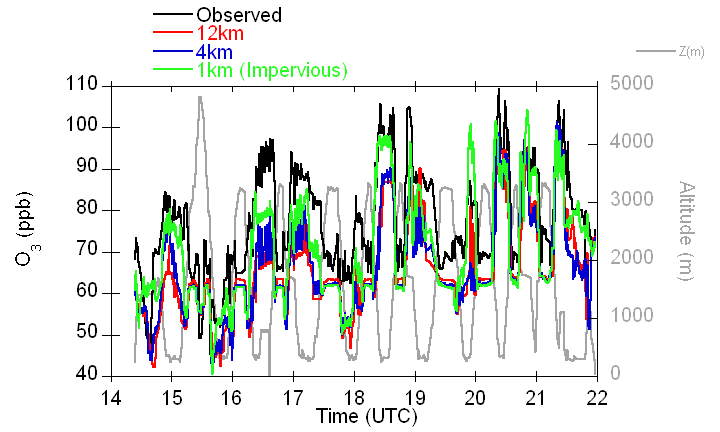 Observed
12km
4km
1km (Impervious)
Z(m)
110
100
90
80
70
60
50
40
O3 (ppb)
5000
4000
3000
2000
1000
0
Altitude (m)
14 15 16 17 18 19 20 21 22
Time (UTC)